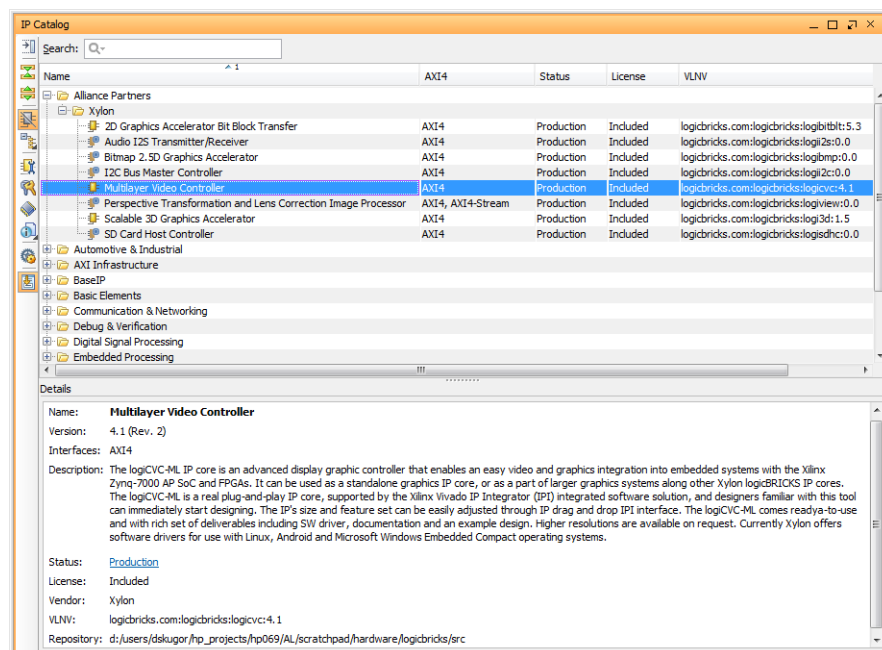 IP Catalog
Search:
Name 1 AXI4 Status License VLNV
Alliance Partners
Xylon
2D Graphics Accelerator Bit Block Transfer AXI4 Production Included logicbricks.com:logicbricks:logibitblt:5.3
Audio I2S Transmitter/Receiver AXI4 Production Included logicbricks.com:logicbricks:logii2s:0.0
Bitmap 2.5D Graphics Accelerator AXI4 Production Included logicbricks.com:logicbricks:logibmp:0.0
I2C Bus Master Controller AXI4 Production Included logicbricks.com:logicbricks:logii2c:0.0
Multilayer Video Controller AXI4 Production Included logicbricks.com:logicbricks:logicvc:4.1
Perspective Transformation and Lens Correction Image Processor AXI4, AXI4-Stream Production Included logicbricks.com:logicbricks:logiview:0.0
Scalable 3D Graphics Accelerator AXI4 Production Included logicbricks.com:logicbricks:logi3d:1.5
SD Card Host Controller AXI4 Production Included logicbricks.com:logicbricks:logisdhc:0.0
Automotive & Industrial
AXI Infrastructure
BaseIP
Basic Elements
Communication & Networking
Debug & Verification
Digital Signal Processing
Embedded Processing
Details
Name: Multilayer Video Controller
Version: 4.1 (Rev. 2)
Interfaces: AXI4
Description: The logiCVC-ML IP core is an advanced display graphic controller that enables an easy video and graphics integration into embedded systems with the Xilinx
Zynq-7000 AP SoC and FPGAs. It can be used as a standalone graphics IP core, or as a part of larger graphics systems along other Xylon logicBRICKS IP cores.
The logiCVC-ML is a real plug-and-play IP core, supported by the Xilinx Vivado IP Integrator (IPI) integrated software solution, and designers familiar with this tool
can immediately start designing. The IP's size and feature set can be easily adjusted through IP drag and drop IPI interface. The logiCVC-ML comes readya-to-use
and with rich set of deliverables including SW driver, documentation and an example design. Higher resolutions are available on request. Currently Xylon offers
software drivers for use with Linux, Android and Microsoft Windows Embedded Compact operating systems.
Status: Production
License: Included
Vendor: Xylon
VLNV: logicbricks.com:logicbricks:logicvc:4.1
Repository: d:/users/dskugor/hp_projects/hp069/AL/scratchpad/hardware/logicbricks/src